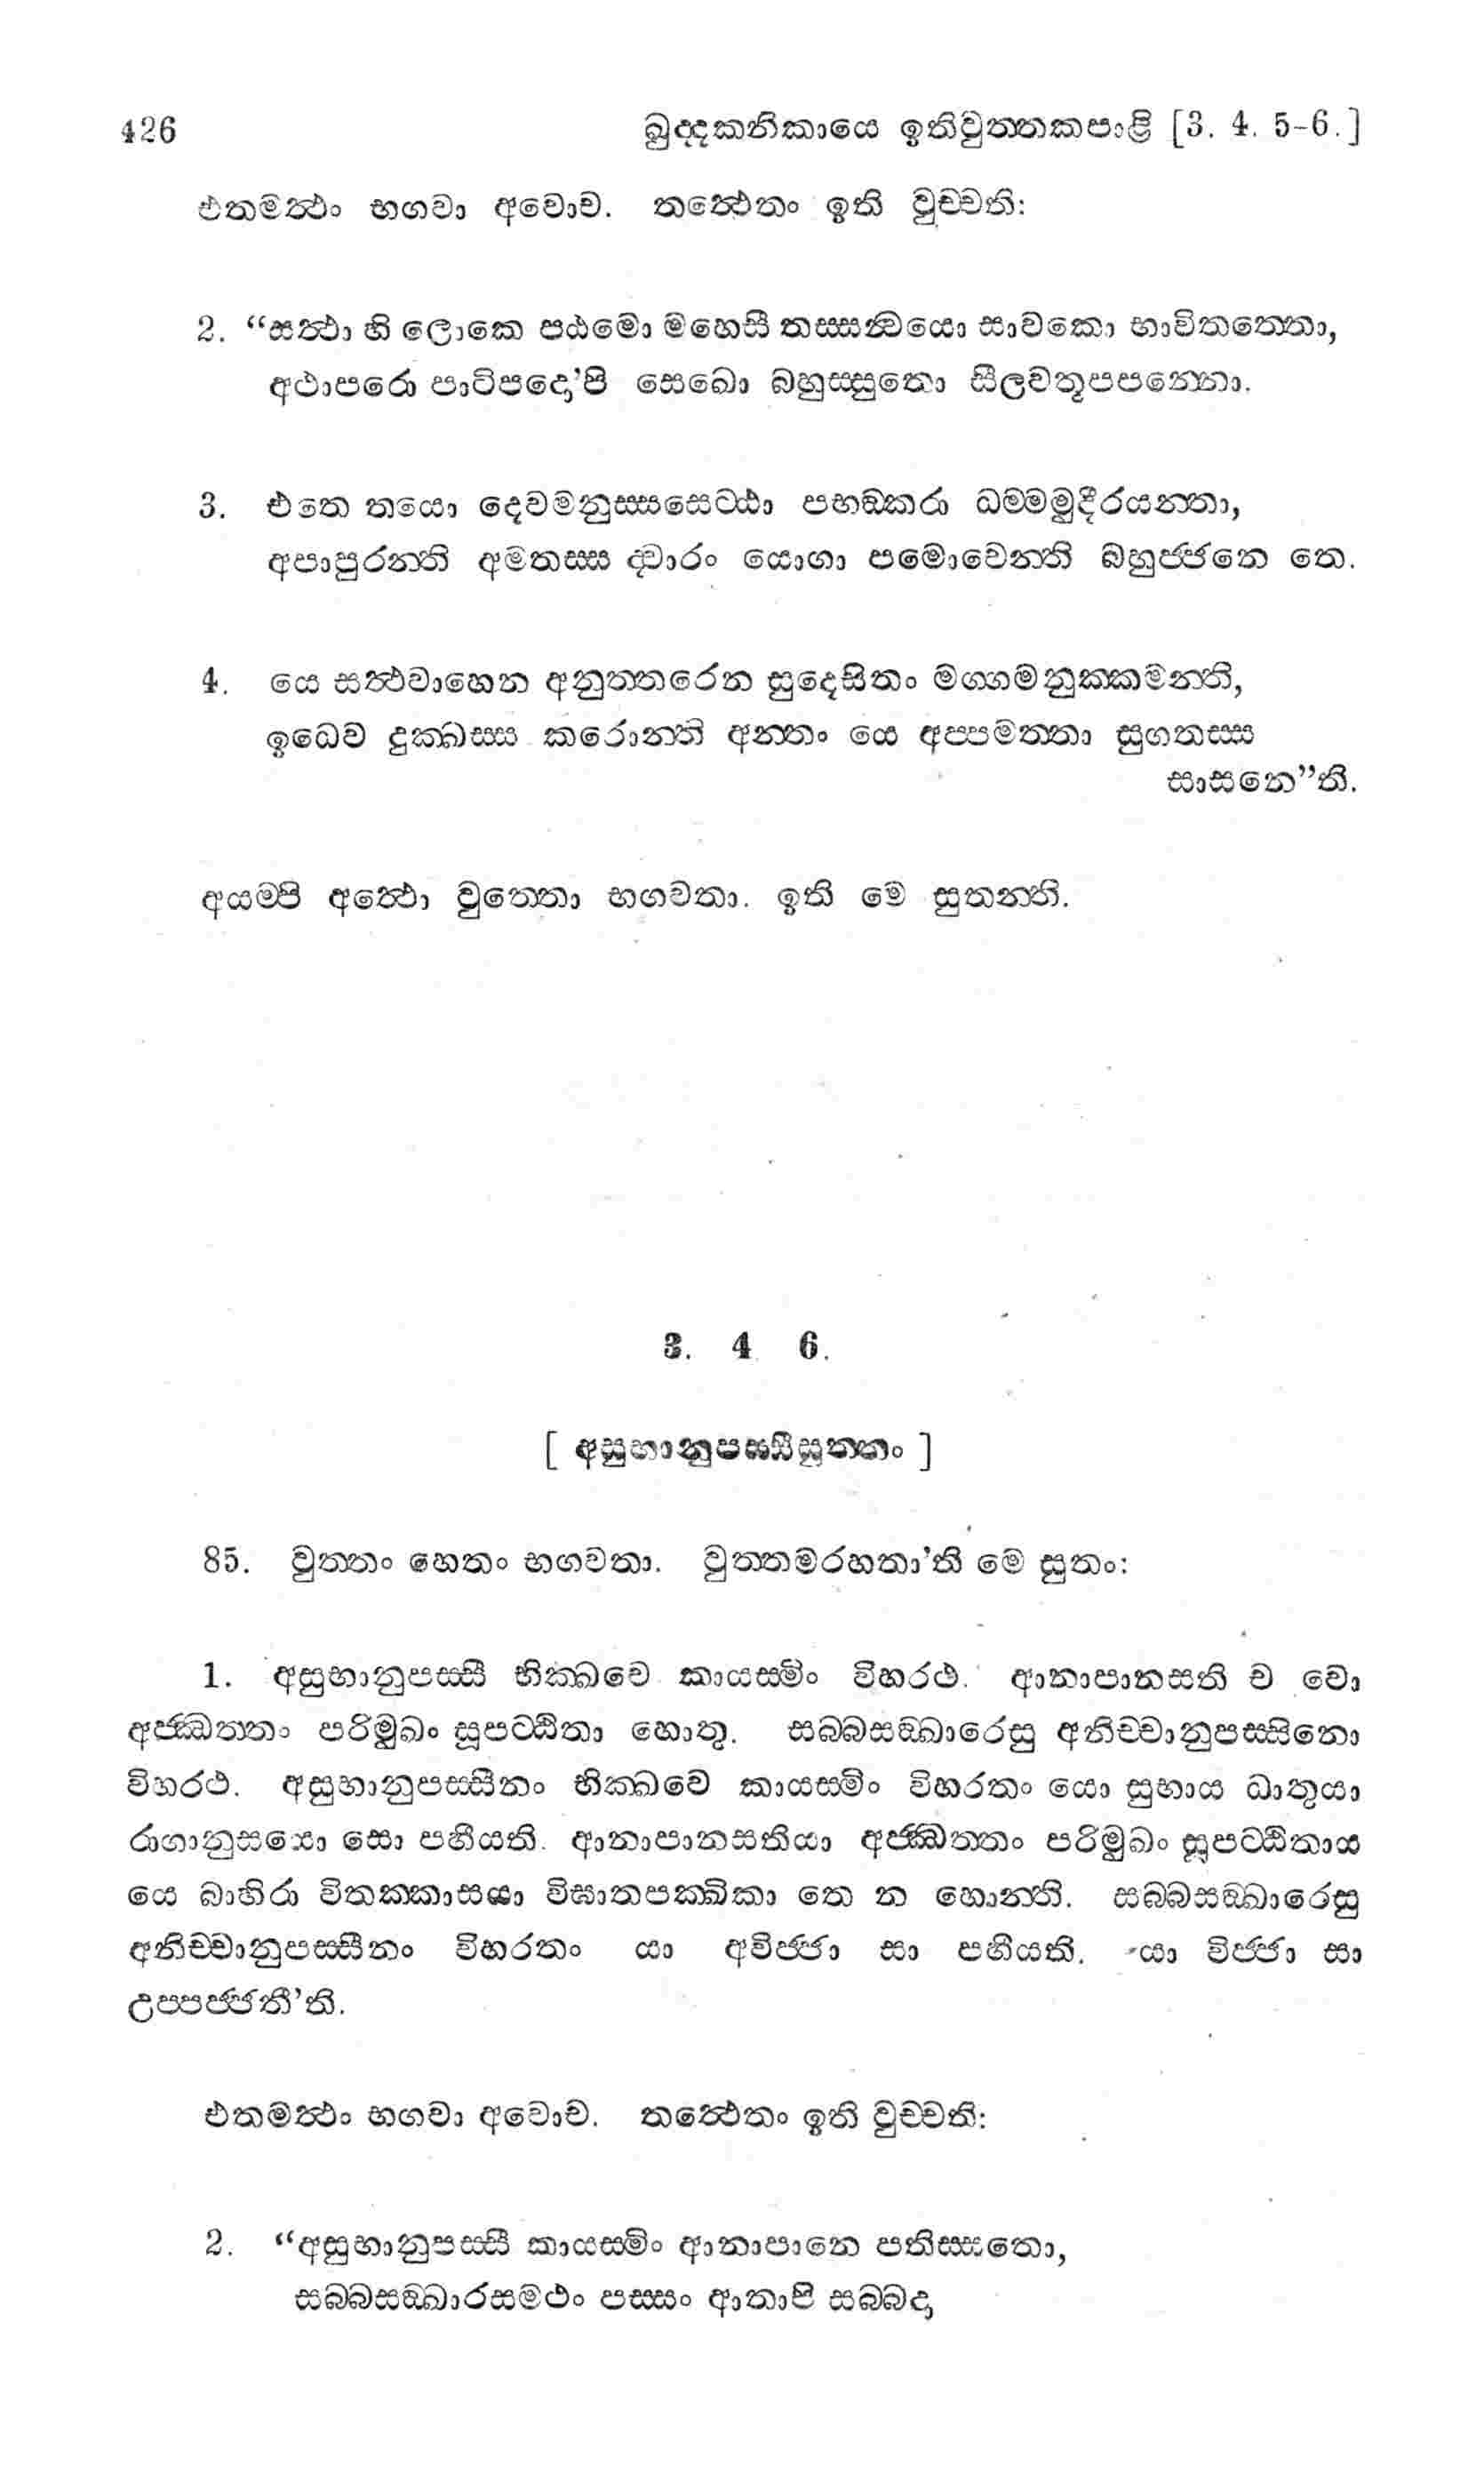 426 ඛුද්දකනිකායෙ ඉතිවුත්තකපාළි [3. 4. 5-6.]
එතමත්ථං භගවා අවොච. තත්ථෙතං ඉති වුච්චති:
2. “සත්ථා හි ලොකෙ පඨමො මහෙසී තස්සන්වයො සාවකො භාවිතත්තො,
අථාපරො පාටිපදො’පි සෙඛො බහුස්සුතො සීලවතූපපන්නො.
3. එතෙ තයො දෙවමනුස්සසෙට්ඨා පභඞ්කරා ධම්මමුදීරයන්තා,
අපාපුරන්ති අමතස්ස ද්වාරං යොගා පමොචෙන්ති බහුජ්ජනෙ තෙ.
4. යෙ සත්ථවාහෙන අනුත්තරෙන සුදෙසිතං මග්ගමනුක්කමන්ති,
ඉධෙව දුක්ඛස්ස කරොන්ති අන්තං යෙ අප්පමත්තා සුගතස්ස
සාසනෙ”ති.
අයම්පි අත්ථො වුත්තො භගවතා. ඉති මෙ සුතන්ති.
3. 4 6.
[ අසුභානුපස්සීසුත්තං ]
85. වුත්තං හෙතං භගවතා. වුත්තමරහතා’ති මෙ සුතං:
1. අසුභානුපස්සී භික්ඛවෙ කායස්මිං විහරථ. ආනාපානසති ච වො
අජ්ඣත්තං පරිමුඛං සූපට්ඨිතා හොතු. සබ්බසඞ්ඛාරෙසු අනිච්චානුපස්සිනො
විහරථ. අසුභානුපස්සීනං භික්ඛවෙ කායස්මිං විහරතං යො සුභාය ධාතුයා
රාගානුසයො සො පහීයති. ආනාපානසතියා අජ්ඣත්තං පරිමුඛං සූපට්ඨිතාය
යෙ බාහිරා විතක්කාසයා විඝාතපක්ඛිකා තෙ න හොන්ති. සබ්බසඞ්ඛාරෙසු
අනිච්චානුපස්සීනං විහරතං යා අවිජ්ජා සා පහීයති. යා විජ්ජා සා
උප්පජ්ජතී’ති.
එතමත්ථං භගවා අවොච. තත්ථෙතං ඉති වුච්චති:
2. “අසුභානුපස්සී කායස්මිං ආනාපානෙ පතිස්සතො,
සබ්බසඞ්ඛාරසමථං පස්සං ආතාපි සබ්බදා